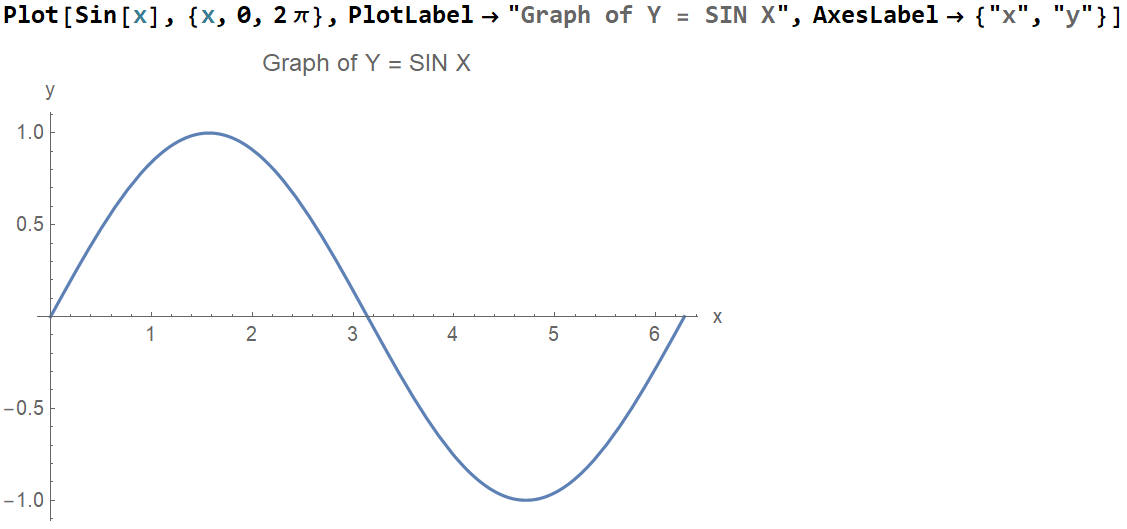 Plot[Sin[x], {x, 0, 2 π}, PlotLabel → "Graph of Y = SIN X", AxesLabel → {"x", "y"}]
Graph of Y = SIN X
y
1.0
0.5
1 2 3 4 5 6 x
−0.5
−1.0